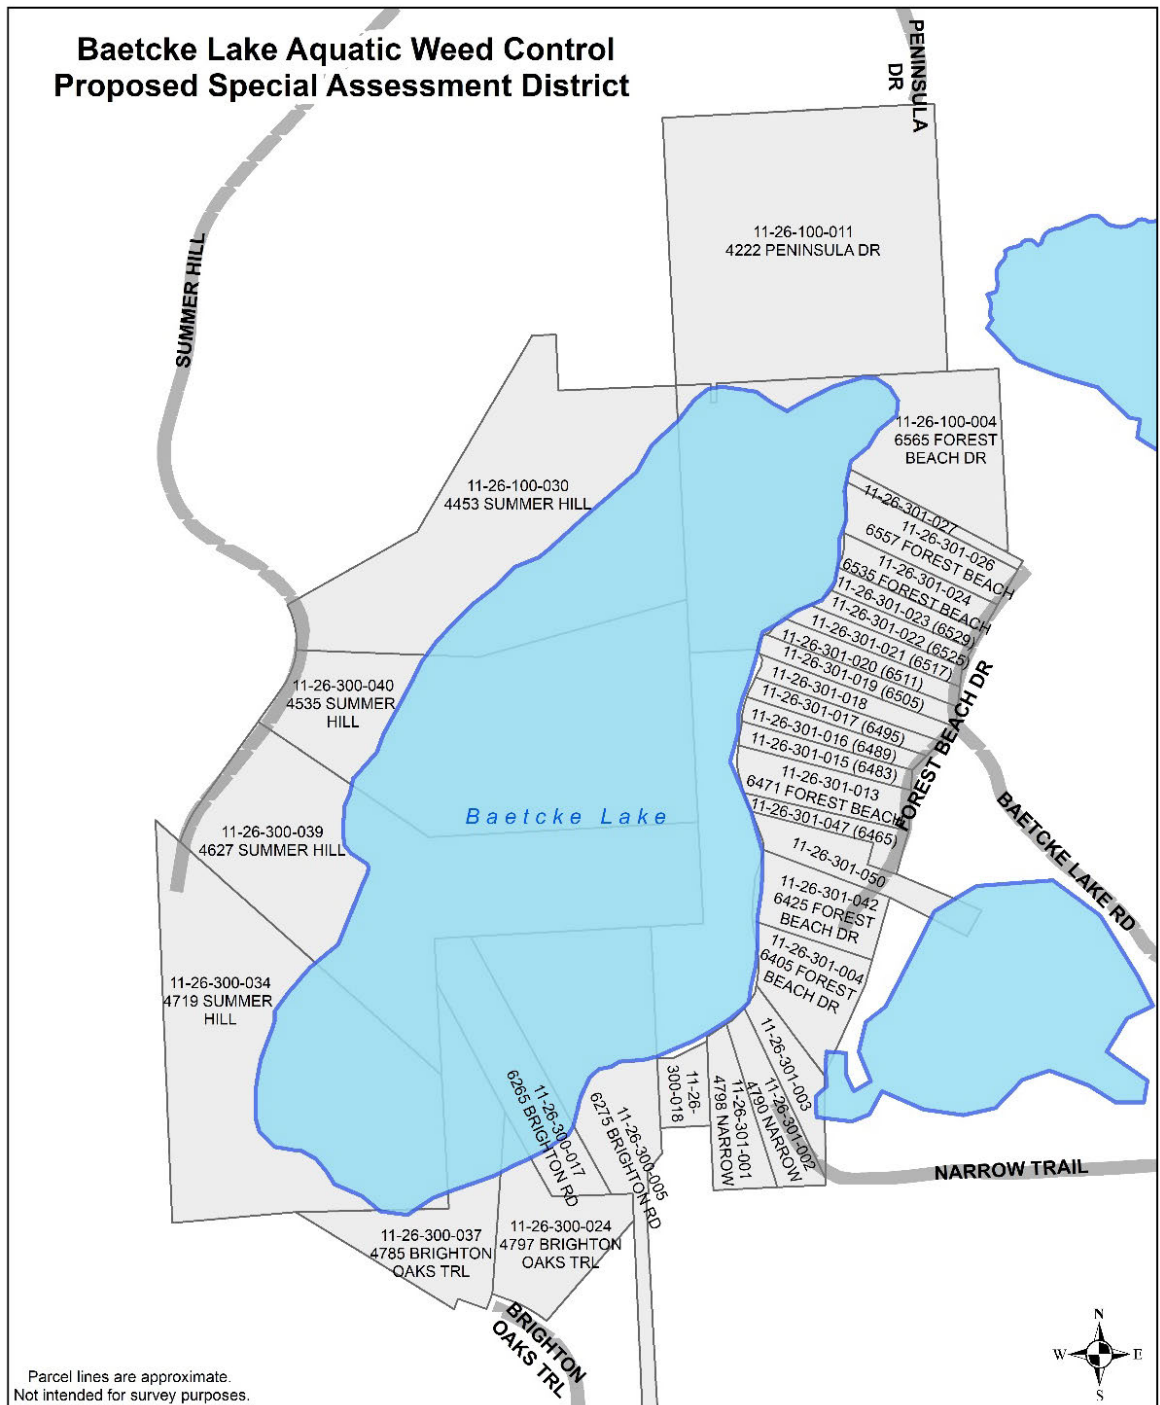 Baetcke Lake Aquatic Weed Control
Proposed Special Assessment District
PENINSULA
DR
11-26-100-011
4222 PENINSULA DR
SUMMER HILL
11-26-100-004
6565 FOREST
BEACH DR
11-26-100-030
4453 SUMMER HILL
11-26-301-027
11-26-301-026
6557 FOREST BEACH
11-26-301-024
6535 FOREST BEACH
11-26-301-023 (6529)
11-26-301-022 (6525)
11-26-301-021 (6517)
11-26-301-020 (6511)
11-26-301-019 (6505)
11-26-301-018
11-26-301-017 (6495)
11-26-301-016 (6489)
11-26-301-015 (6483)
11-26-301-013
6471 FOREST BEACH
11-26-301-047 (6465)
11-26-301-050
FOREST BEACH DR
11-26-300-040
4535 SUMMER
HILL
Baetcke Lake
BAETCKE LAKE RD
11-26-300-039
4627 SUMMER HILL
11-26-301-042
6425 FOREST
BEACH DR
11-26-301-004
6405 FOREST
BEACH DR
11-26-300-034
4719 SUMMER
HILL
11-26-300-017
6265 BRIGHTON RD
11-26-300-005
6275 BRIGHTON RD
11-26-
300-018
11-26-301-001
4798 NARROW
11-26-301-002
4790 NARROW
11-26-301-003
NARROW TRAIL
11-26-300-037
4785 BRIGHTON
OAKS TRL
11-26-300-024
4797 BRIGHTON
OAKS TRL
BRIGHTON
OAKS TRL
N
W
E
S
Parcel lines are approximate.
Not intended for survey purposes.